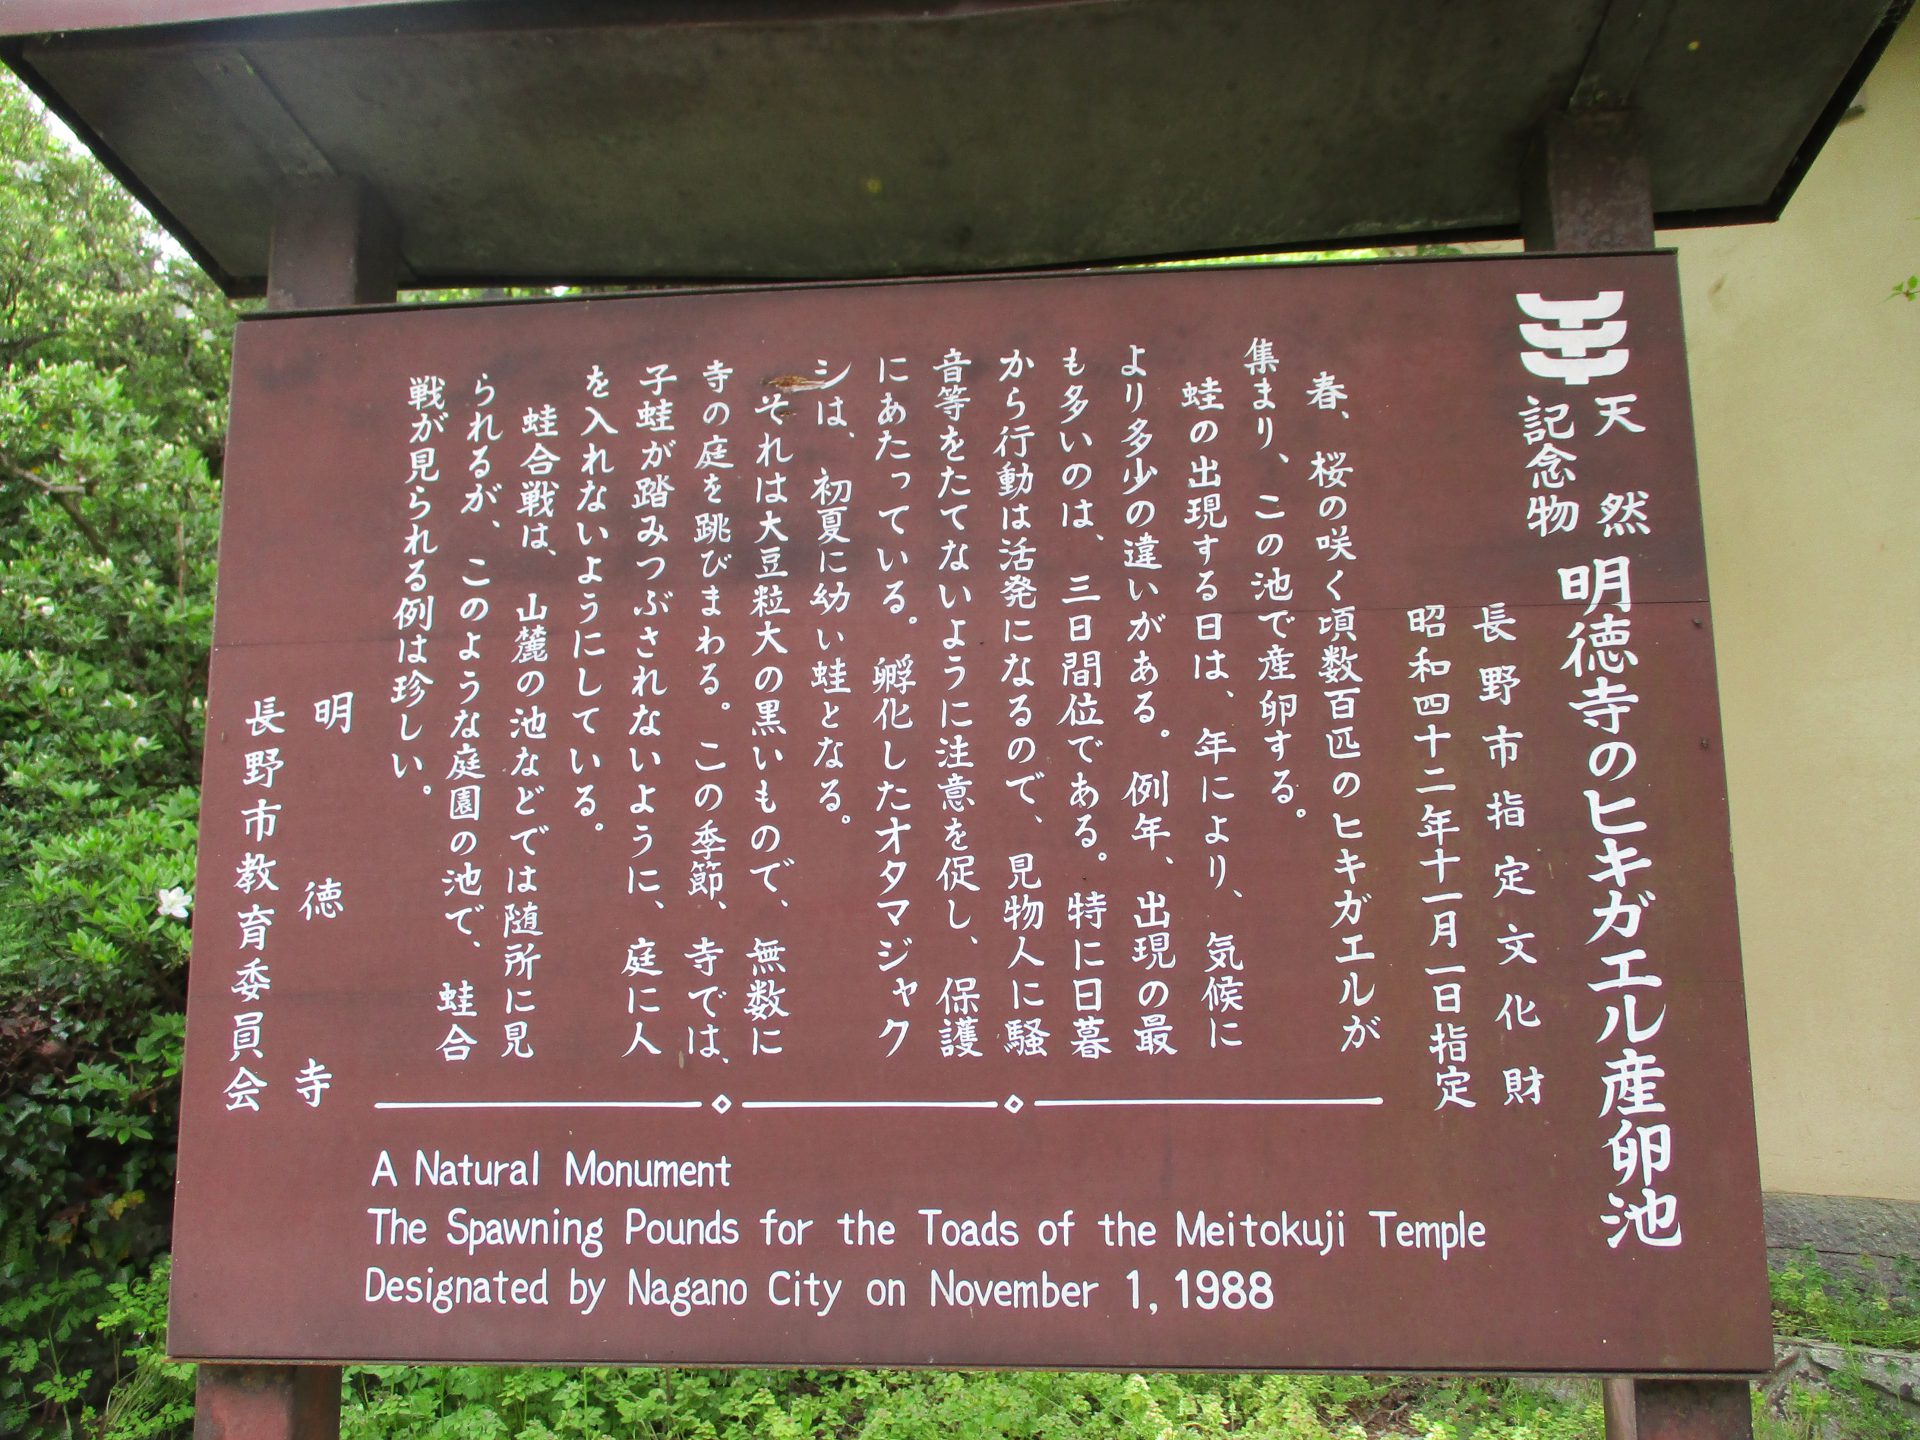 天然
記念物
明徳寺のヒキガエル産卵池
長野市指定文化財
昭和四十二年十一月一日指定
春、桜の咲く頃数百匹のヒキガエルが
集まり、この池で産卵する。
蛙の出現する日は、年により、気候に
より多少の違いがある。例年、出現の最
も多いのは、三日間位である。特に日暮
から行動は活発になるので、見物人に騒
音等をたてないように注意を促し、保護
にあたっている。孵化したオタマジャク
シは、初夏に幼い蛙となる。
それは大豆粒大の黒いもので、無数に
寺の庭を跳びまわる。この季節、寺では、
子蛙が踏みつぶされないように、庭に人
を入れないようにしている。
蛙合戦は、山麓の池などでは随所に見
られるが、このような庭園の池で、蛙合
戦が見られる例は珍しい。
明徳寺
長野市教育委員会
A Natural Monument
The Spawning Pounds for the Toads of the Meitokuji Temple
Designated by Nagano City on November 1, 1988